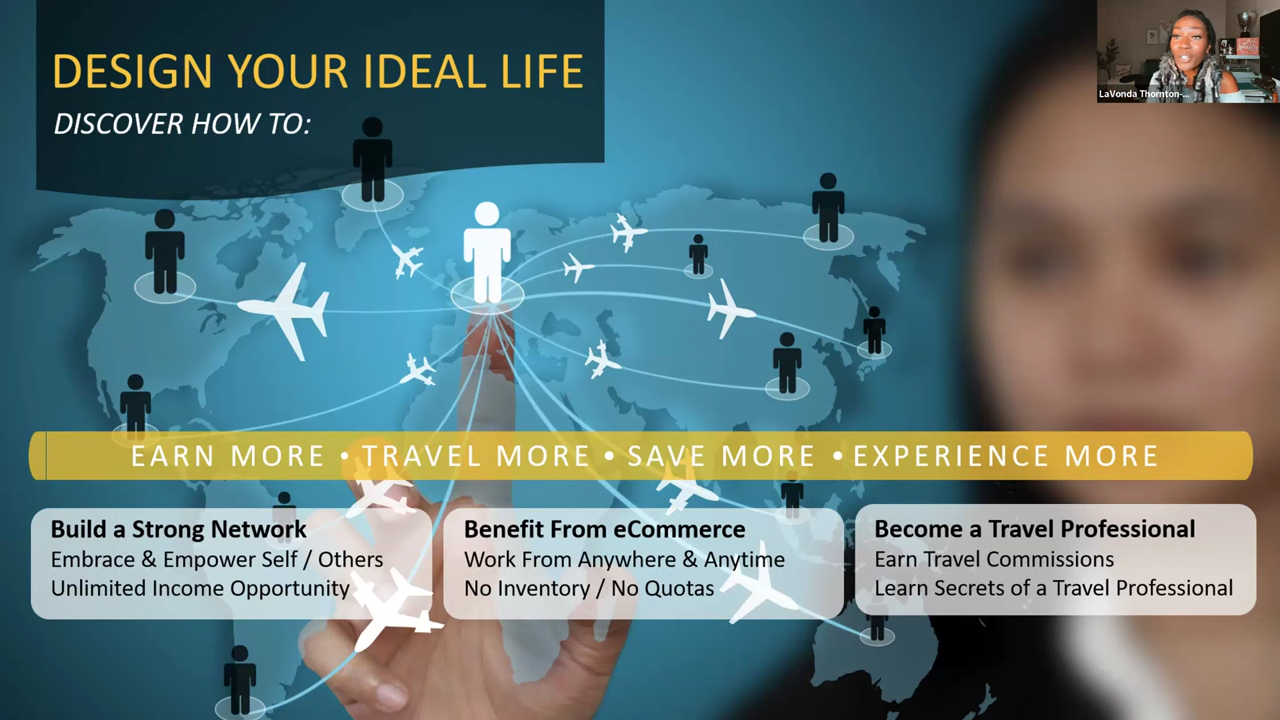 DESIGN YOUR IDEAL LIFE
DISCOVER HOW TO:
LaVonda Thornton-...
EARN MORE • TRAVEL MORE • SAVE MORE • EXPERIENCE MORE
Build a Strong Network
Embrace & Empower Self / Others
Unlimited Income Opportunity
Benefit From eCommerce
Work From Anywhere & Anytime
No Inventory / No Quotas
Become a Travel Professional
Earn Travel Commissions
Learn Secrets of a Travel Professional